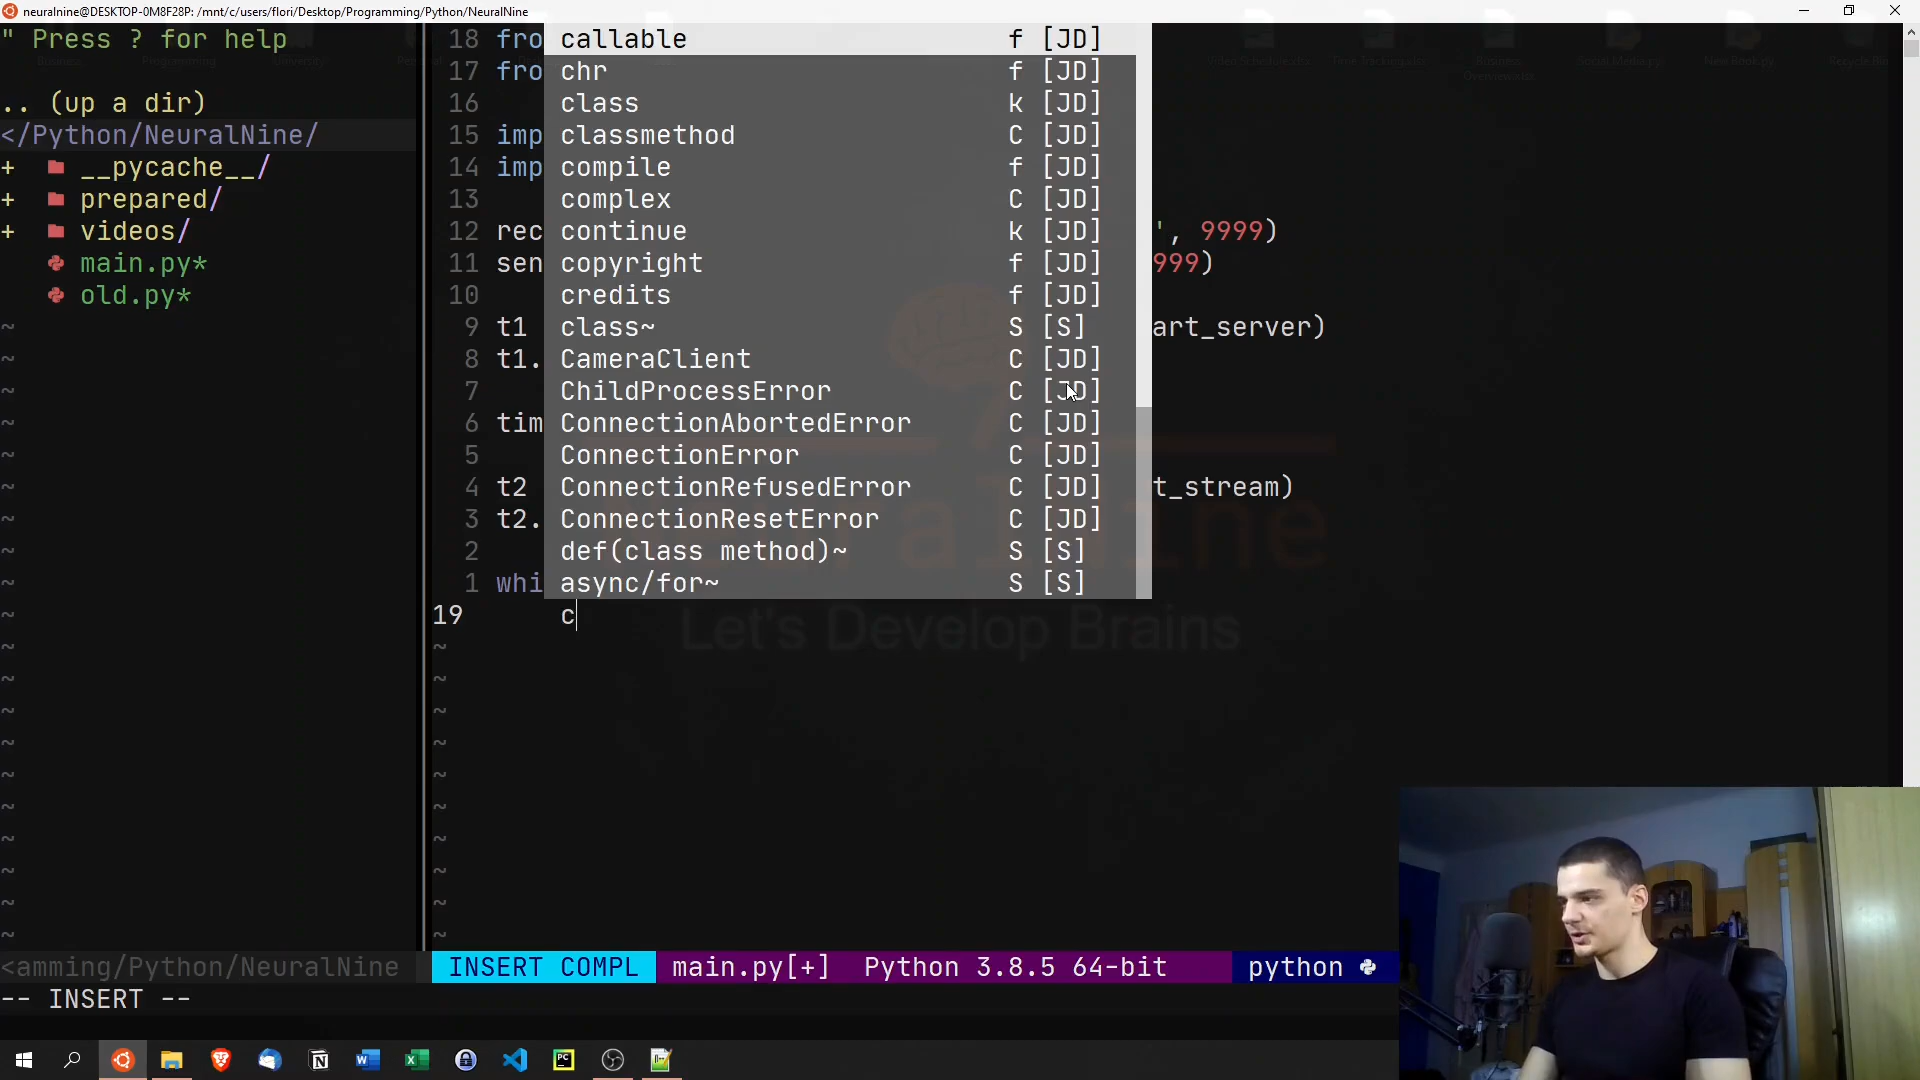 neuralnine@DESKTOP-0M8F28P: /mnt/c/users/flori/Desktop/Programming/Python/NeuralNine
" Press ? for help
.. (up a dir)
</Python/NeuralNine/
+ __pycache__/
+ prepared/
+ videos/
main.py*
old.py*
18 fro callable f [JD]
17 fro chr f [JD]
16 class k [JD]
15 imp classmethod C [JD]
14 imp compile f [JD]
13 complex C [JD]
12 rec continue k [JD] ', 9999)
11 sen copyright f [JD] 999)
10 credits f [JD]
9 t1 class~ S [S] art_server)
8 t1. CameraClient C [JD]
7 ChildProcessError C [JD]
6 tim ConnectionAbortedError C [JD]
5 ConnectionError C [JD]
4 t2 ConnectionRefusedError C [JD] t_stream)
3 t2. ConnectionResetError C [JD]
2 def(class method)~ S [S]
1 whi async/for~ S [S]
19 c
Let's Develop Brains
<amming/Python/NeuralNine INSERT COMPL main.py[+] Python 3.8.5 64-bit python
-- INSERT --